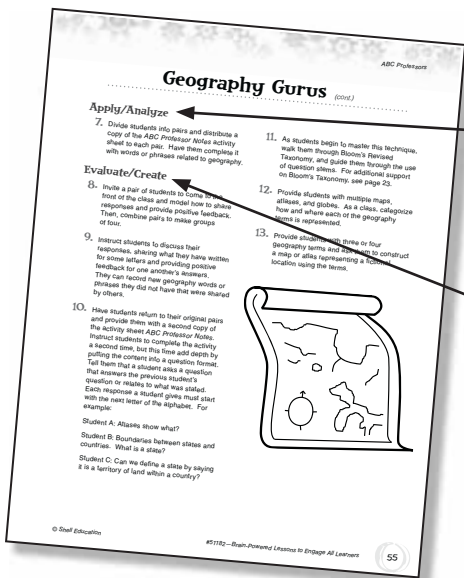 ABC Professors
Geography Gurus (cont.)
Apply/Analyze
7. Divide students into pairs and distribute a
copy of the ABC Professor Notes activity
sheet to each pair. Have them complete it
with words or phrases related to geography.
Evaluate/Create
8. Invite a pair of students to come to the
front of the class and model how to share
responses and provide positive feedback.
Then, combine pairs to make groups
of four.
9. Instruct students to discuss their
responses, sharing what they have written
for some letters and providing positive
feedback for one another's answers.
They can record new geography words or
phrases they did not have that were shared
by others.
10. Have students return to their original pairs
and provide them with a second copy of
the activity sheet ABC Professor Notes.
Instruct students to complete the activity
a second time, but this time add depth by
putting the content into a question format.
Tell them that a student asks a question
that answers the previous student's
question or relates to what was stated.
Each response a student gives must start
with the next letter of the alphabet. For
example:
Student A: Atlases show what?
Student B: Boundaries between states and
countries. What is a state?
Student C: Can we define a state by saying
it is a territory of land within a country?
11. As students begin to master this technique,
walk them through Bloom's Revised
Taxonomy, and guide them through the use
of question stems. For additional support
on Bloom's Taxonomy, see page 23.
12. Provide students with multiple maps,
atlases, and globes. As a class, categorize
how and where each of the geography
terms is represented.
13. Provide students with three or four
geography terms and ask them to construct
a map or atlas representing a fictional
location using the terms.
© Shell Education
#51182—Brain-Powered Lessons to Engage All Learners
55